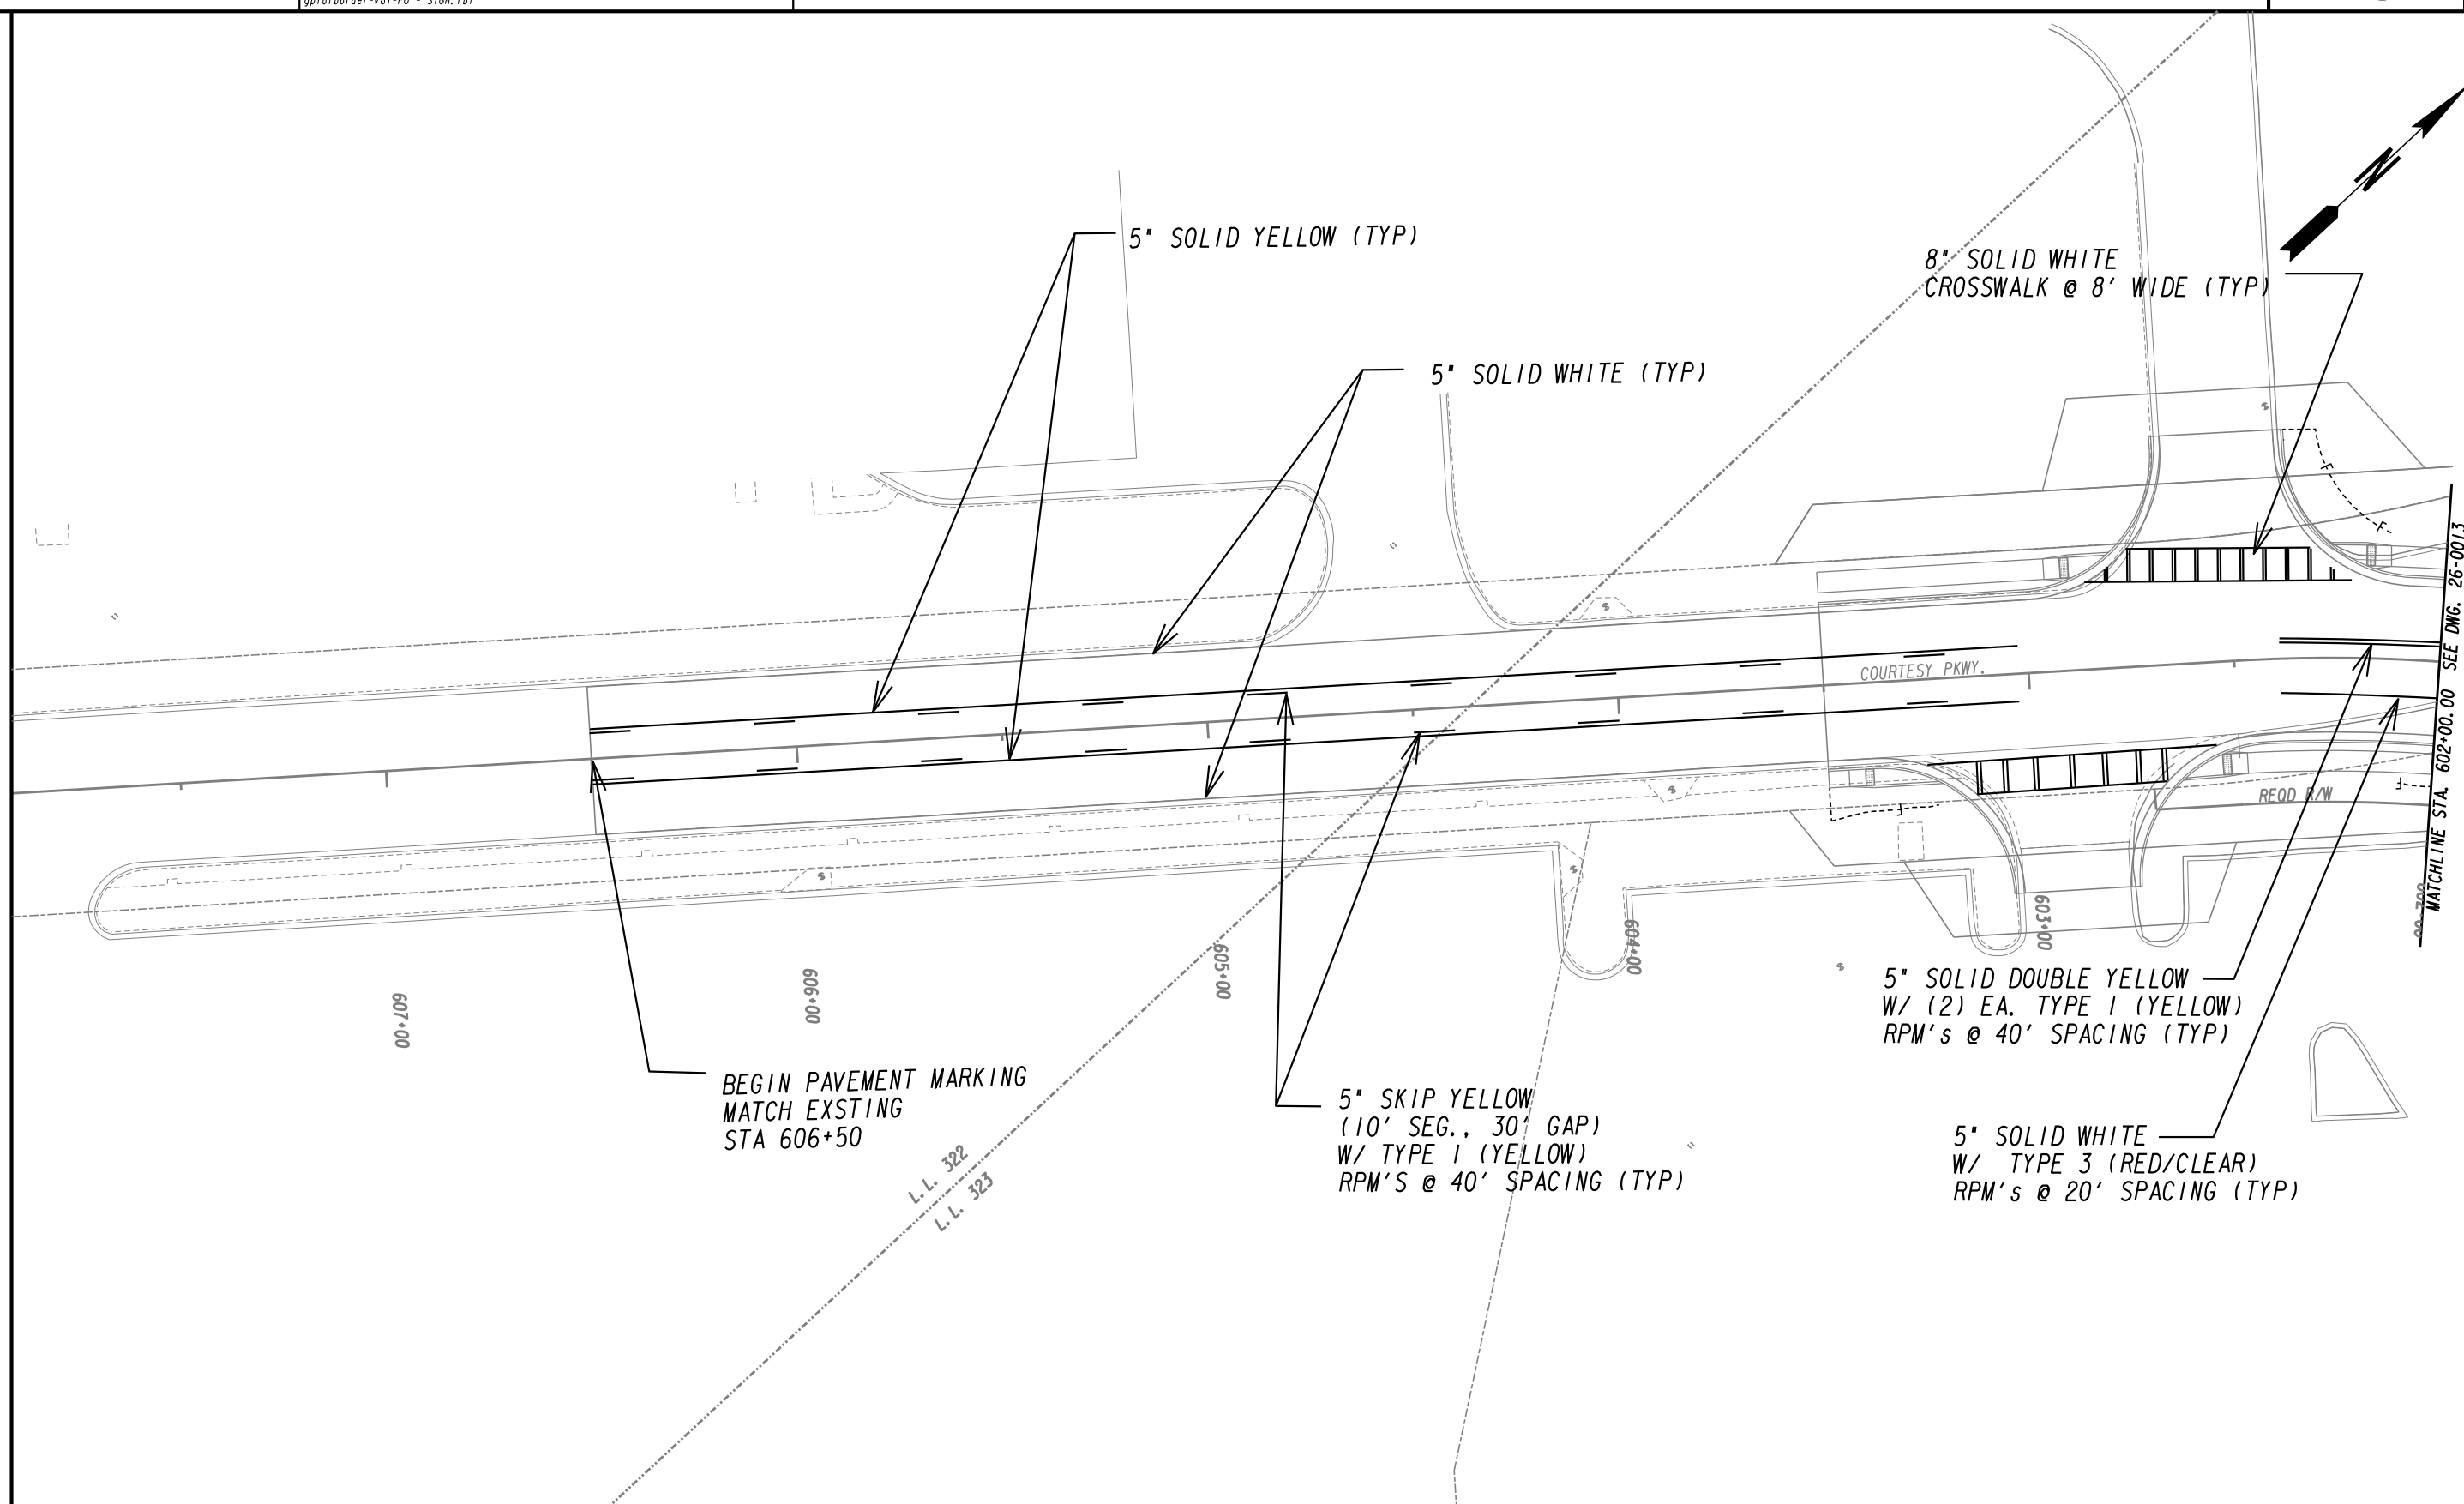 5" SOLID YELLOW (TYP)
8" SOLID WHITE
CROSSWALK @ 8' WIDE (TYP)
N
5" SOLID WHITE (TYP)
COURTESY PKWY.
REQD R/W
MATCHLINE STA. 602+00.00 SEE DWG. 26-0013
607+00
606+00
605+00
604+00
603+00
5" SOLID DOUBLE YELLOW
W/ (2) EA. TYPE 1 (YELLOW)
RPM's @ 40' SPACING (TYP)
BEGIN PAVEMENT MARKING
MATCH EXSTING
STA 606+50
5" SKIP YELLOW
(10' SEG., 30' GAP)
W/ TYPE 1 (YELLOW)
RPM'S @ 40' SPACING (TYP)
5" SOLID WHITE
W/ TYPE 3 (RED/CLEAR)
RPM's @ 20' SPACING (TYP)
L.L. 322
L.L. 323